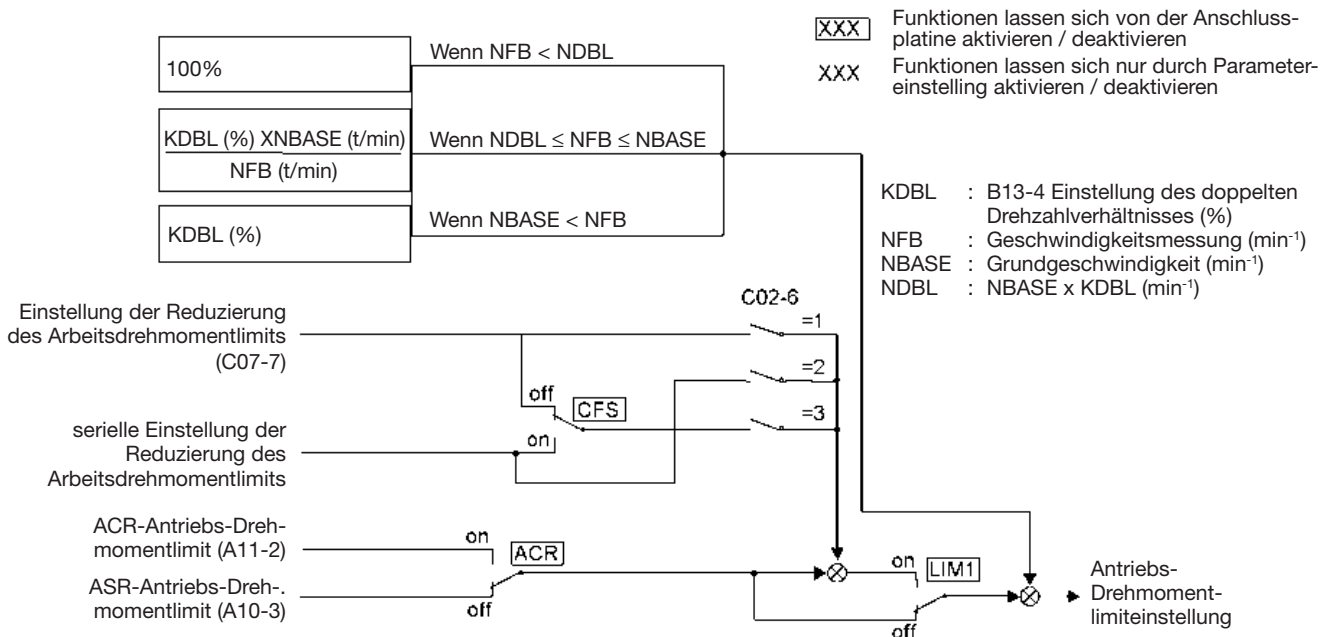 XXX Funktionen lassen sich von der Anschluss-
platine aktivieren / deaktivieren
XXX Funktionen lassen sich nur durch Parameter-
einstelling aktivieren / deaktivieren
100%
Wenn NFB < NDBL
KDBL (%) XNBASE (t/min)
NFB (t/min)
Wenn NDBL ≤ NFB ≤ NBASE
KDBL (%)
Wenn NBASE < NFB
KDBL : B13-4 Einstellung des doppelten
Drehzahlverhältnisses (%)
NFB : Geschwindigkeitsmessung (min⁻¹)
NBASE : Grundgeschwindigkeit (min⁻¹)
NDBL : NBASE x KDBL (min⁻¹)
Einstellung der Reduzierung
des Arbeitsdrehmomentlimits
(C07-7)
C02-6
=1
=2
=3
off
CFS
on
serielle Einstellung der
Reduzierung des
Arbeitsdrehmomentlimits
ACR-Antriebs-Dreh-
momentlimit (A11-2)
on
ACR
ASR-Antriebs-Dreh-.
momentlimit (A10-3)
off
on
LIM1
off
Antriebs-
Drehmoment-
limiteinstellung